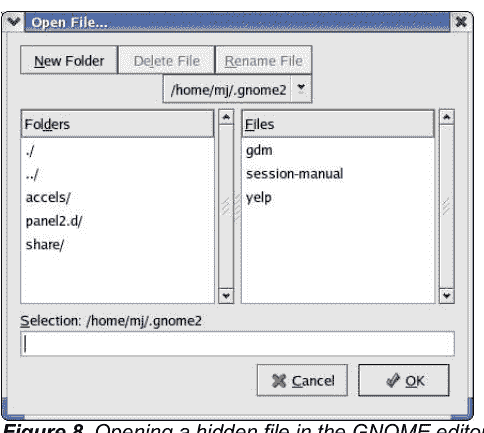 Open File...
New Folder Delete File Rename File
/home/mj/.gnome2
Folders
./
../
accels/
panel2.d/
share/
Files
gdm
session-manual
yelp
Selection: /home/mj/.gnome2
Cancel OK
Figure 8. Opening a hidden file in the GNOME editor